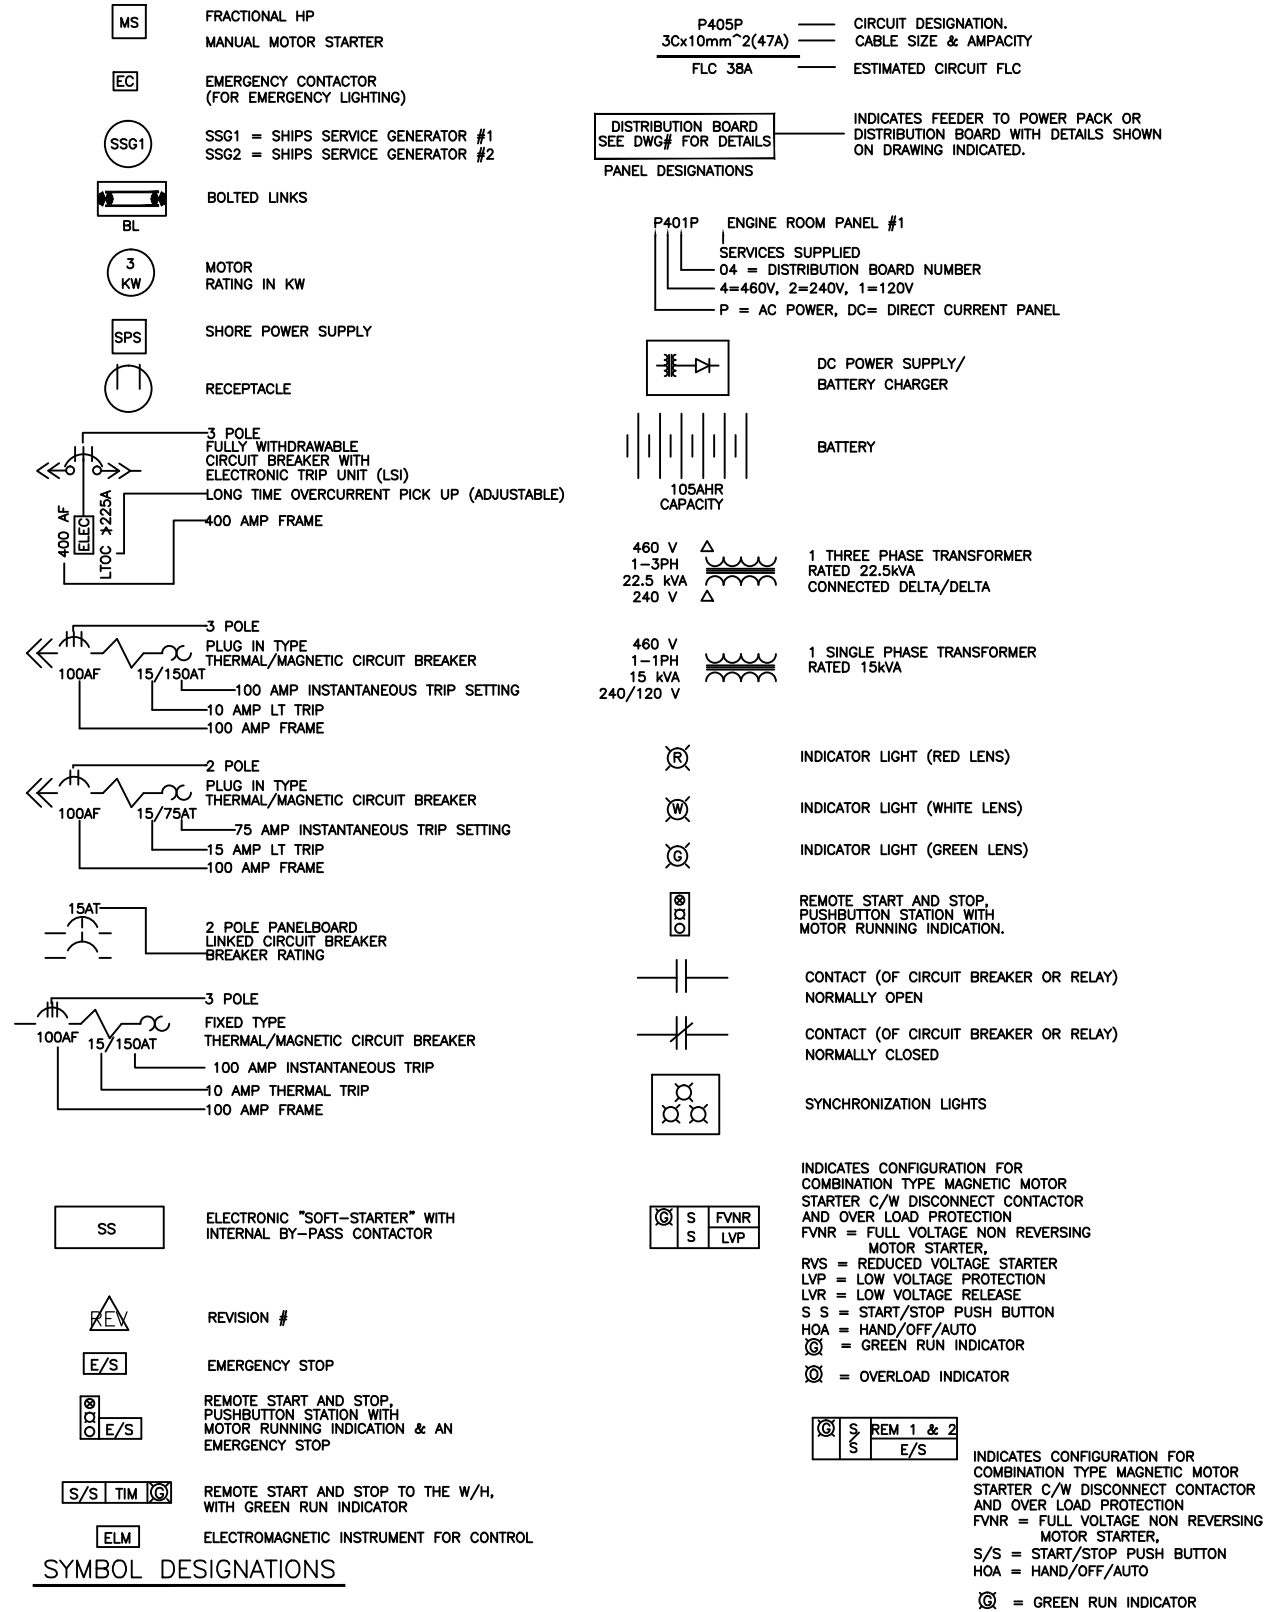 MS
FRACTIONAL HP
MANUAL MOTOR STARTER
EC
EMERGENCY CONTACTOR
(FOR EMERGENCY LIGHTING)
SSG1
SSG1 = SHIPS SERVICE GENERATOR #1
SSG2 = SHIPS SERVICE GENERATOR #2
BOLTED LINKS
BL
3
KW
MOTOR
RATING IN KW
SPS
SHORE POWER SUPPLY
RECEPTACLE
3 POLE
FULLY WITHDRAWABLE
CIRCUIT BREAKER WITH
ELECTRONIC TRIP UNIT (LSI)
LONG TIME OVERCURRENT PICK UP (ADJUSTABLE)
400 AMP FRAME
400 AF
ELEC
LTOC >225A
3 POLE
PLUG IN TYPE
THERMAL/MAGNETIC CIRCUIT BREAKER
100AF 15/150AT
100 AMP INSTANTANEOUS TRIP SETTING
10 AMP LT TRIP
100 AMP FRAME
2 POLE
PLUG IN TYPE
THERMAL/MAGNETIC CIRCUIT BREAKER
100AF 15/75AT
75 AMP INSTANTANEOUS TRIP SETTING
15 AMP LT TRIP
100 AMP FRAME
15AT
2 POLE PANELBOARD
LINKED CIRCUIT BREAKER
BREAKER RATING
3 POLE
FIXED TYPE
THERMAL/MAGNETIC CIRCUIT BREAKER
100AF 15/150AT
100 AMP INSTANTANEOUS TRIP
10 AMP THERMAL TRIP
100 AMP FRAME
SS
ELECTRONIC "SOFT-STARTER" WITH
INTERNAL BY-PASS CONTACTOR
REV
REVISION #
E/S
EMERGENCY STOP
E/S
REMOTE START AND STOP,
PUSHBUTTON STATION WITH
MOTOR RUNNING INDICATION & AN
EMERGENCY STOP
S/S TIM G
REMOTE START AND STOP TO THE W/H,
WITH GREEN RUN INDICATOR
ELM
ELECTROMAGNETIC INSTRUMENT FOR CONTROL
SYMBOL DESIGNATIONS
P405P
CIRCUIT DESIGNATION.
3Cx10mm^2(47A)
CABLE SIZE & AMPACITY
FLC 38A
ESTIMATED CIRCUIT FLC
DISTRIBUTION BOARD
SEE DWG# FOR DETAILS
INDICATES FEEDER TO POWER PACK OR
DISTRIBUTION BOARD WITH DETAILS SHOWN
ON DRAWING INDICATED.
PANEL DESIGNATIONS
P401P ENGINE ROOM PANEL #1
SERVICES SUPPLIED
04 = DISTRIBUTION BOARD NUMBER
4=460V, 2=240V, 1=120V
P = AC POWER, DC= DIRECT CURRENT PANEL
DC POWER SUPPLY/
BATTERY CHARGER
BATTERY
105AHR
CAPACITY
460 V △
1-3PH
22.5 kVA
240 V △
1 THREE PHASE TRANSFORMER
RATED 22.5kVA
CONNECTED DELTA/DELTA
460 V
1-1PH
15 kVA
240/120 V
1 SINGLE PHASE TRANSFORMER
RATED 15kVA
R
INDICATOR LIGHT (RED LENS)
W
INDICATOR LIGHT (WHITE LENS)
G
INDICATOR LIGHT (GREEN LENS)
REMOTE START AND STOP,
PUSHBUTTON STATION WITH
MOTOR RUNNING INDICATION.
CONTACT (OF CIRCUIT BREAKER OR RELAY)
NORMALLY OPEN
CONTACT (OF CIRCUIT BREAKER OR RELAY)
NORMALLY CLOSED
SYNCHRONIZATION LIGHTS
G S FVNR
S LVP
INDICATES CONFIGURATION FOR
COMBINATION TYPE MAGNETIC MOTOR
STARTER C/W DISCONNECT CONTACTOR
AND OVER LOAD PROTECTION
FVNR = FULL VOLTAGE NON REVERSING
MOTOR STARTER,
RVS = REDUCED VOLTAGE STARTER
LVP = LOW VOLTAGE PROTECTION
LVR = LOW VOLTAGE RELEASE
S S = START/STOP PUSH BUTTON
HOA = HAND/OFF/AUTO
G = GREEN RUN INDICATOR
O = OVERLOAD INDICATOR
G S/S REM 1 & 2
E/S
INDICATES CONFIGURATION FOR
COMBINATION TYPE MAGNETIC MOTOR
STARTER C/W DISCONNECT CONTACTOR
AND OVER LOAD PROTECTION
FVNR = FULL VOLTAGE NON REVERSING
MOTOR STARTER,
S/S = START/STOP PUSH BUTTON
HOA = HAND/OFF/AUTO
G = GREEN RUN INDICATOR